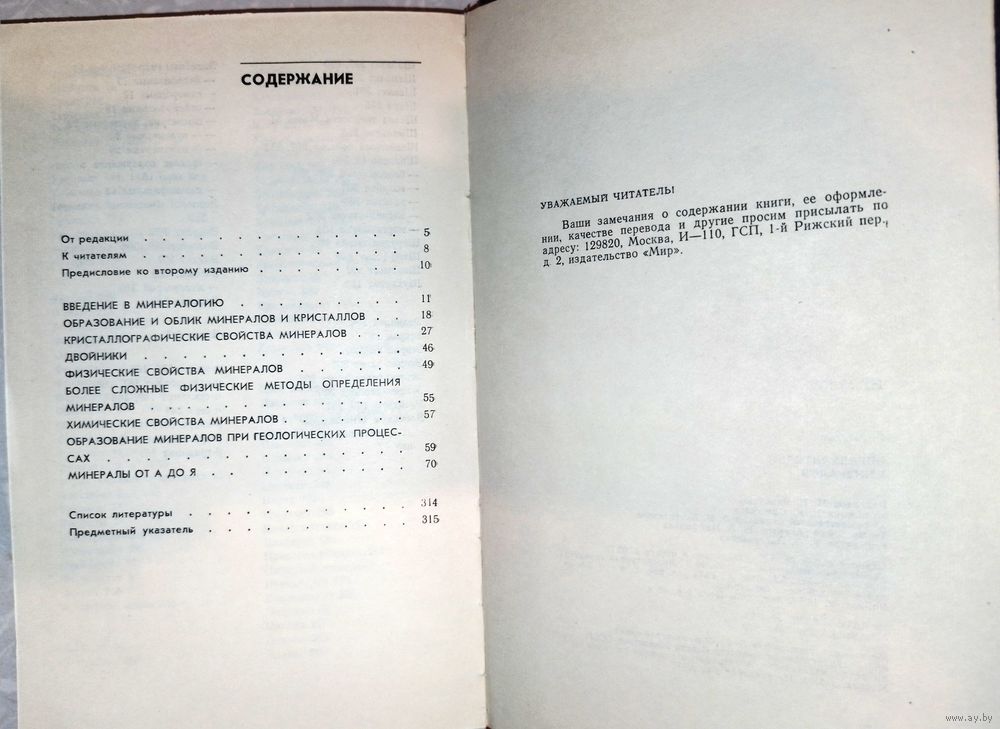 СОДЕРЖАНИЕ
От редакции . . . . . . . . . . . . . 5
К читателям . . . . . . . . . . . . . 8
Предисловие ко второму изданию . . . . . . . 10
ВВЕДЕНИЕ В МИНЕРАЛОГИЮ . . . . . . . . 11
ОБРАЗОВАНИЕ И ОБЛИК МИНЕРАЛОВ И КРИСТАЛЛОВ . . 18
КРИСТАЛЛОГРАФИЧЕСКИЕ СВОЙСТВА МИНЕРАЛОВ . . . 27
ДВОЙНИКИ . . . . . . . . . . . . . 46
ФИЗИЧЕСКИЕ СВОЙСТВА МИНЕРАЛОВ . . . . . . 49
БОЛЕЕ СЛОЖНЫЕ ФИЗИЧЕСКИЕ МЕТОДЫ ОПРЕДЕЛЕНИЯ
МИНЕРАЛОВ . . . . . . . . . . . . 55
ХИМИЧЕСКИЕ СВОЙСТВА МИНЕРАЛОВ . . . . . . 57
ОБРАЗОВАНИЕ МИНЕРАЛОВ ПРИ ГЕОЛОГИЧЕСКИХ ПРОЦЕС-
САХ . . . . . . . . . . . . . . 59
МИНЕРАЛЫ ОТ А ДО Я . . . . . . . . . 70
Список литературы . . . . . . . . . . 314
Предметный указатель . . . . . . . . . 315
УВАЖАЕМЫЙ ЧИТАТЕЛЬ!
Ваши замечания о содержании книги, ее оформле-
нии, качестве перевода и другие просим присылать по
адресу: 129820, Москва, И—110, ГСП, 1-й Рижский пер.,
д. 2, издательство «Мир».
www.ay.by